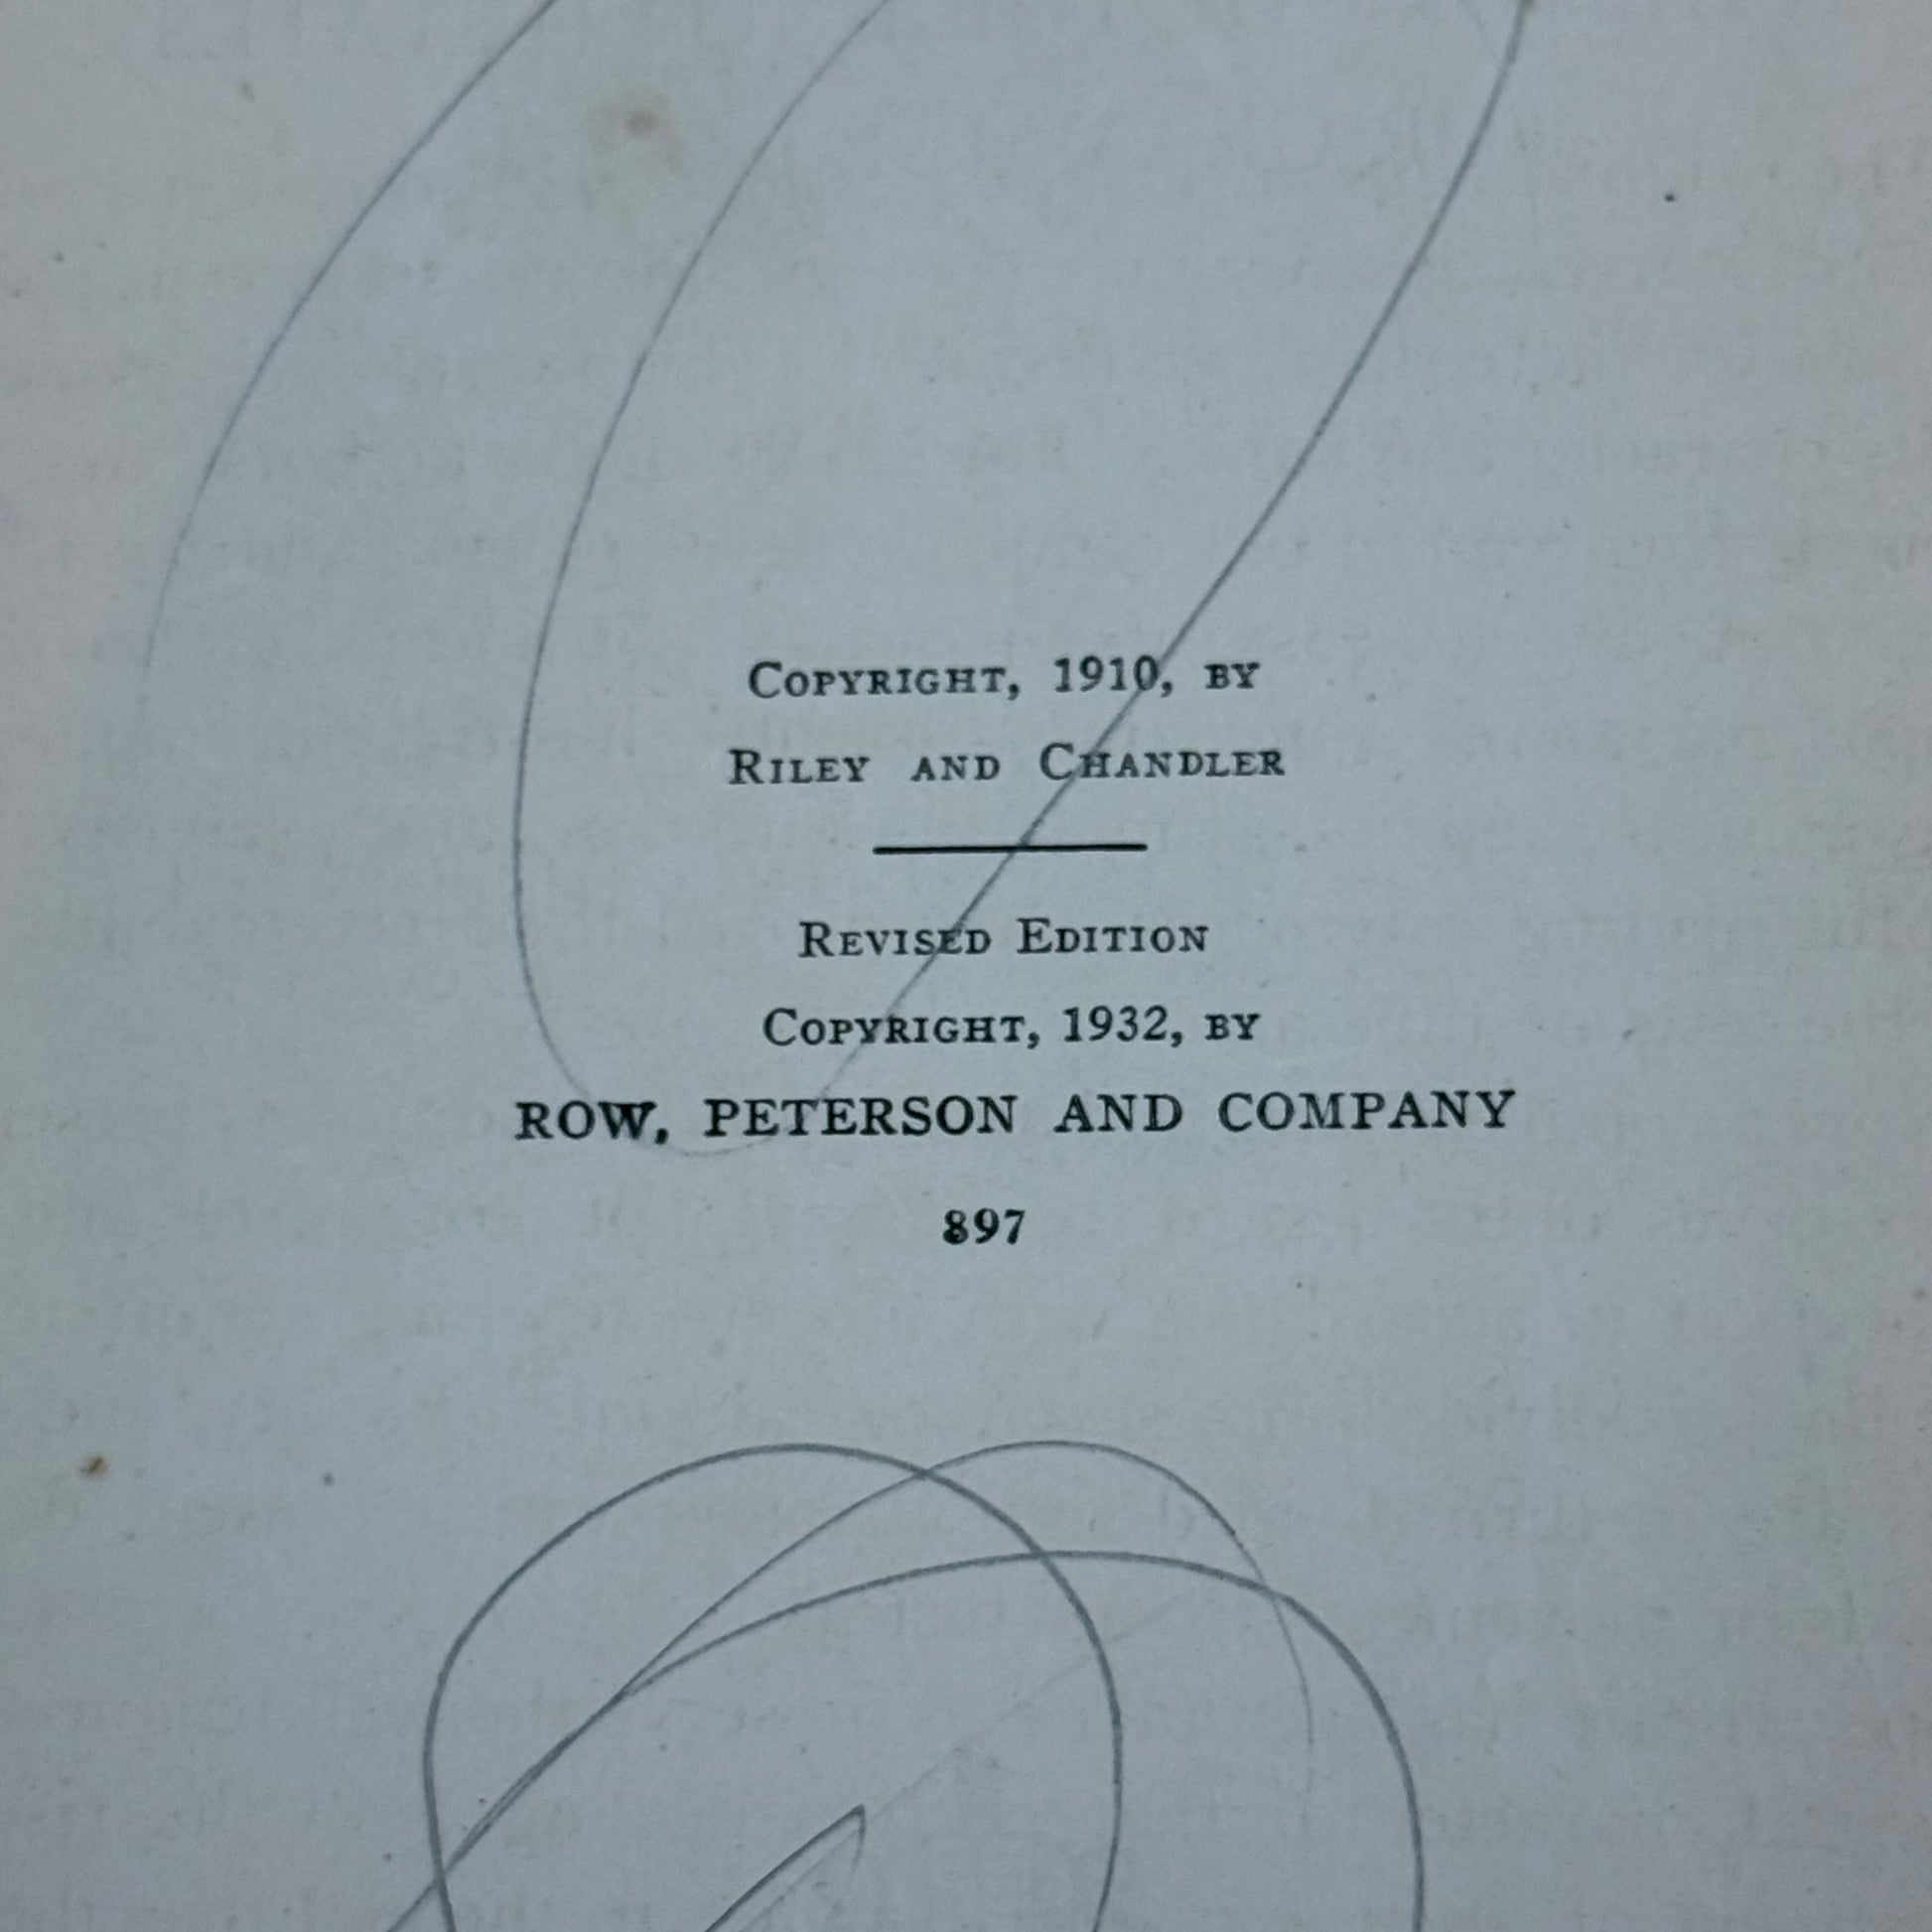 COPYRIGHT, 1910, BY
RILEY AND CHANDLER
REVISED EDITION
COPYRIGHT, 1932, BY
ROW, PETERSON AND COMPANY
897